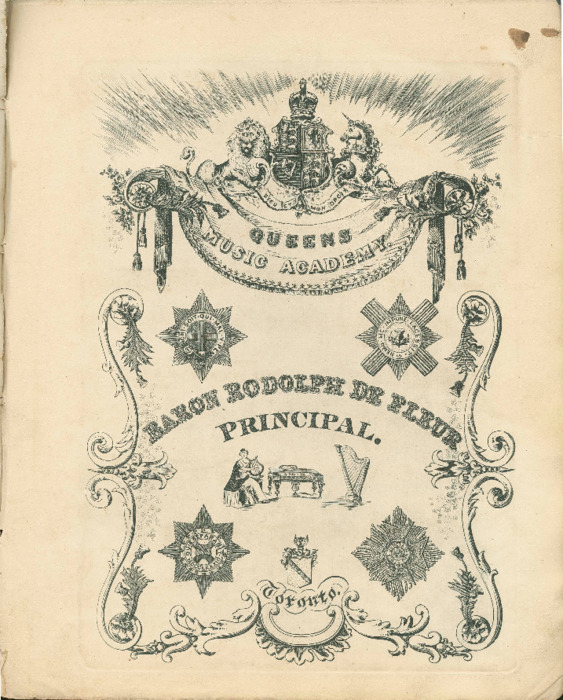 QUEENS
MUSIC ACADEMY
BARON RODOLPH DE FLEUR
PRINCIPAL.
Toronto.